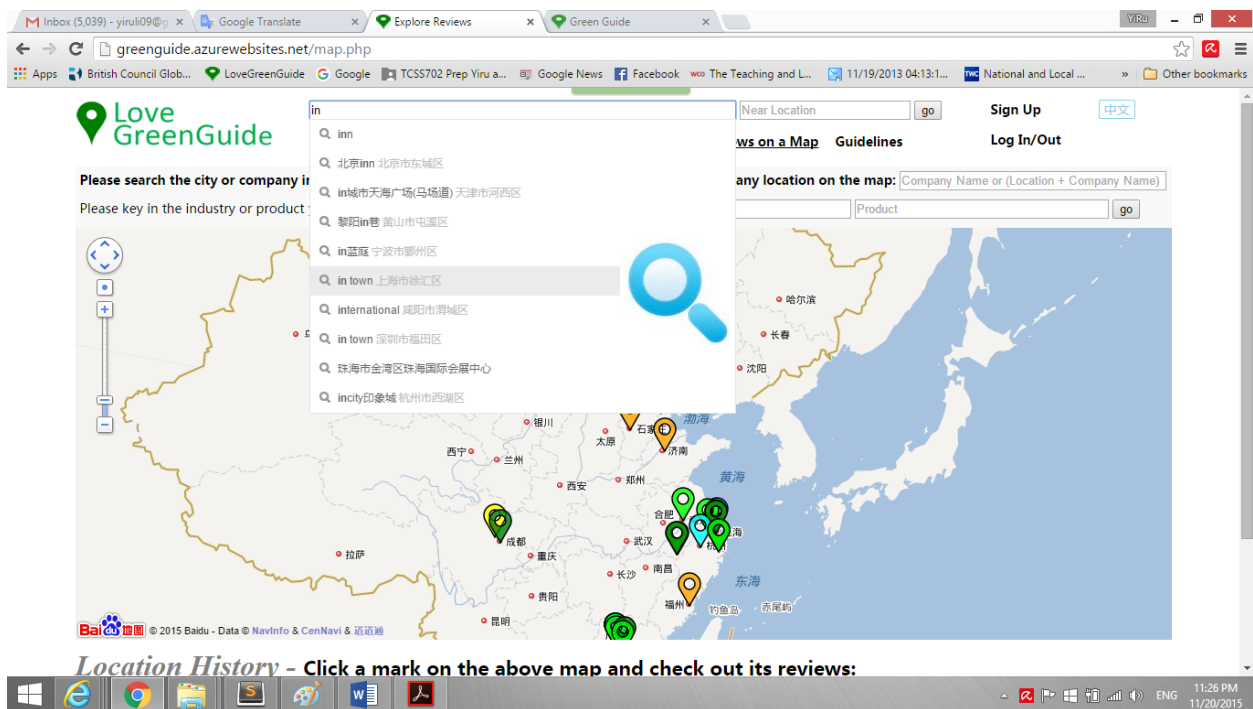 Inbox (5,039) - yiruli09@g
Google Translate
Explore Reviews
Green Guide
YiRu
greenguide.azurewebsites.net/map.php
Apps British Council Glob... LoveGreenGuide Google TCSS702 Prep Yiru a... Google News Facebook The Teaching and L... 11/19/2013 04:13:1... National and Local ... » Other bookmarks
Love
GreenGuide
in
Near Location
go
Sign Up
中文
ws on a Map
Guidelines
Log In/Out
inn
北京inn 北京市东城区
in城市天海广场(马场道) 天津市河西区
黎阳in巷 黄山市屯溪区
in蓝庭 宁波市鄞州区
in town 上海市徐汇区
international 咸阳市渭城区
in town 深圳市福田区
珠海市金湾区珠海国际会展中心
incity印象城 杭州市西湖区
Please search the city or company i
any location on the map:
Company Name or (Location + Company Name)
Please key in the industry or product
Product
go
哈尔滨
长春
沈阳
渤海
银川
太原
石家庄
济南
西宁
兰州
黄海
西安
郑州
合肥
成都
武汉
拉萨
重庆
长沙
南昌
东海
贵阳
福州
钓鱼岛
赤尾屿
昆明
Bai du 地图 © 2015 Baidu - Data © NavInfo & CenNavi & 道道通
Location History - Click a mark on the above map and check out its reviews:
ENG
11:26 PM
11/20/2015